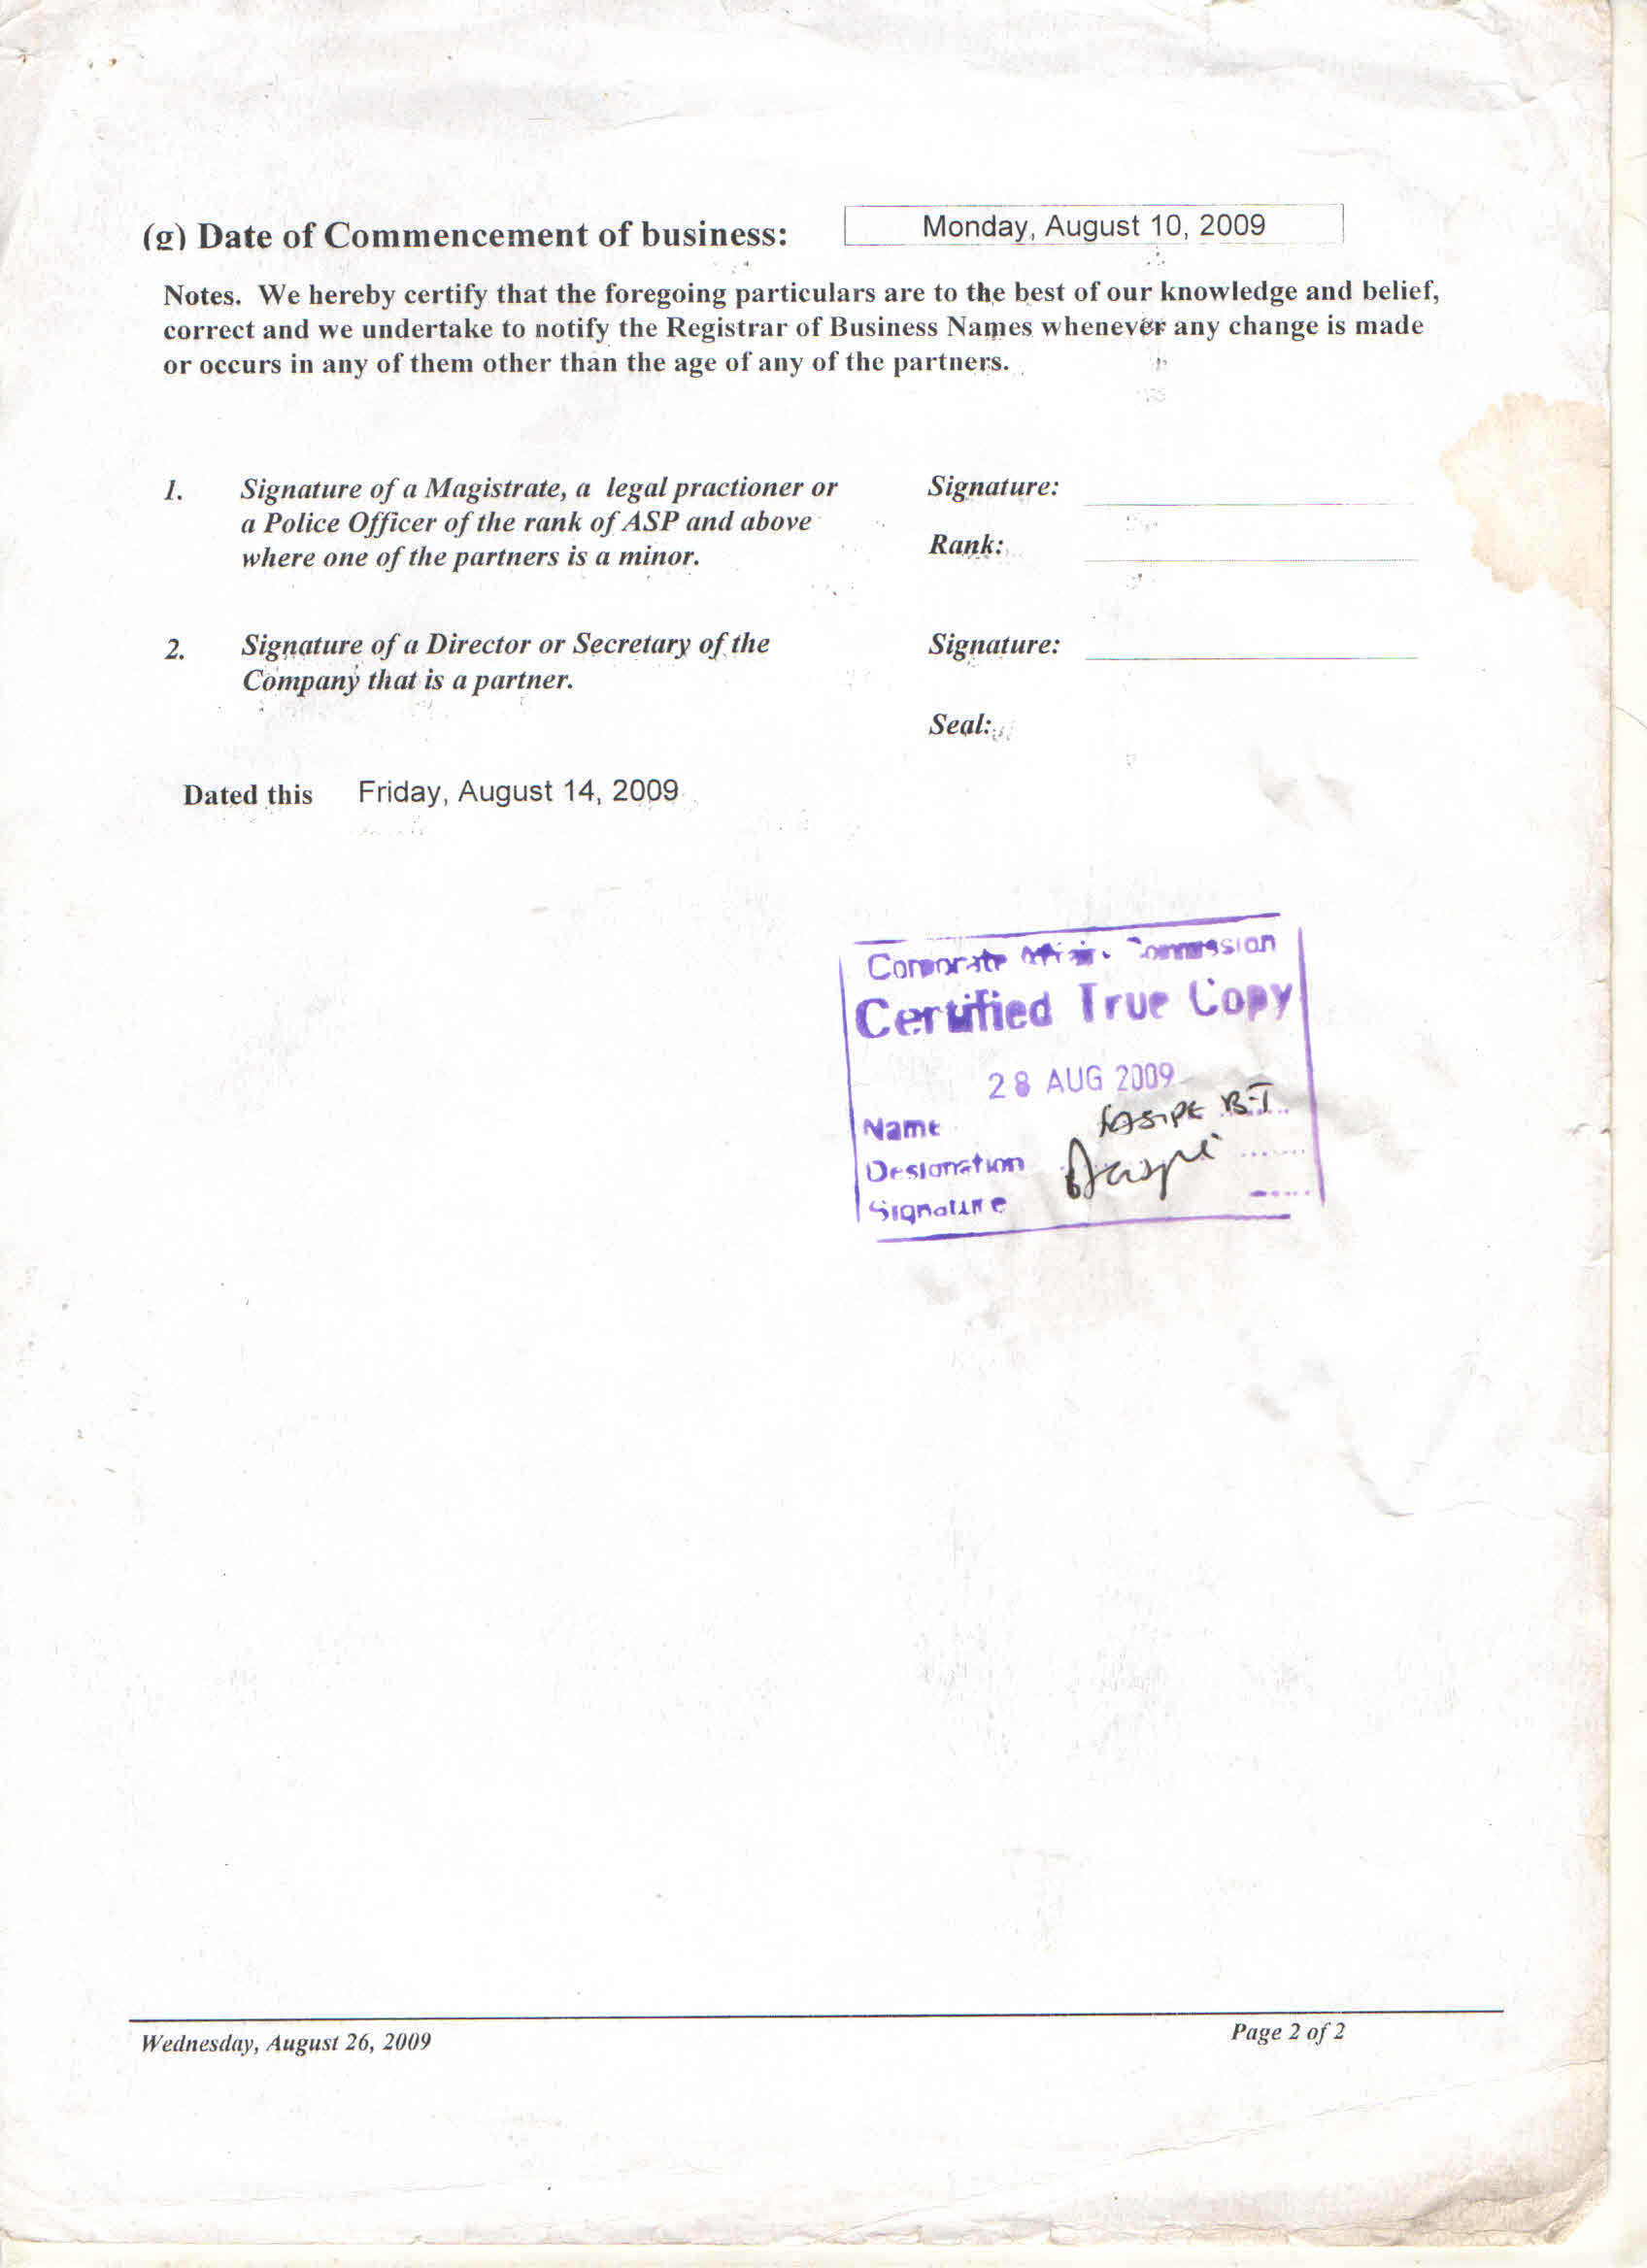 (g) Date of Commencement of business: Monday, August 10, 2009
Notes. We hereby certify that the foregoing particulars are to the best of our knowledge and belief,
correct and we undertake to notify the Registrar of Business Names whenever any change is made
or occurs in any of them other than the age of any of the partners.
1. Signature of a Magistrate, a legal practioner or
a Police Officer of the rank of ASP and above
where one of the partners is a minor.
Signature:
Rank:
2. Signature of a Director or Secretary of the
Company that is a partner.
Signature:
Seal:
Dated this Friday, August 14, 2009
Corporate Affairs Commission
Certified True Copy
28 AUG 2009
Name
Designation
Signature
Wednesday, August 26, 2009 Page 2 of 2